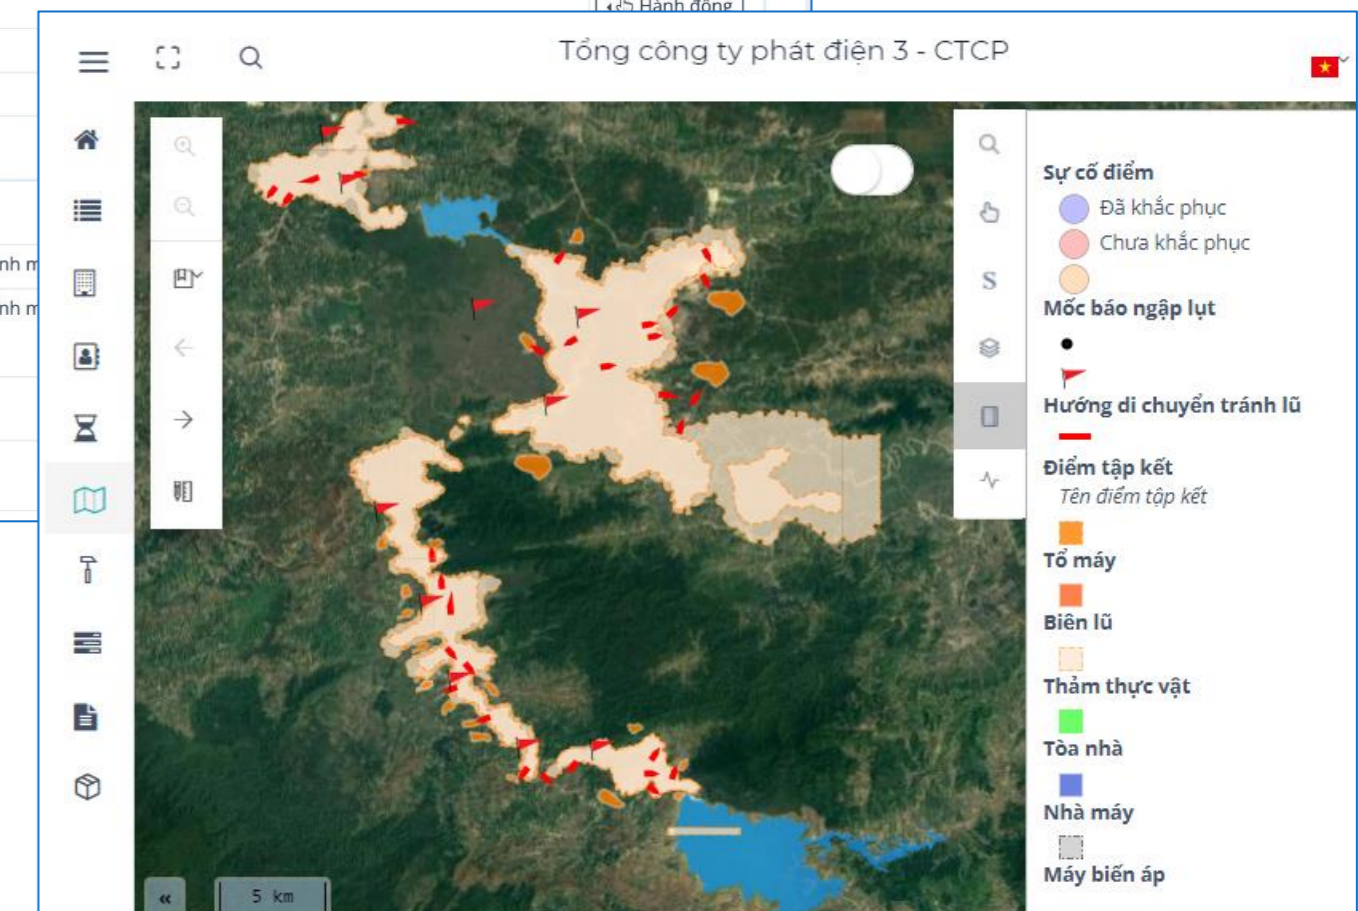 Hành động
Tổng công ty phát điện 3 - CTCP
nh m
nh m
S
Sự cố điểm
Đã khắc phục
Chưa khắc phục
Mốc báo ngập lụt
Hướng di chuyển tránh lũ
Điểm tập kết
Tên điểm tập kết
Tổ máy
Biên lũ
Thảm thực vật
Tòa nhà
Nhà máy
Máy biến áp
« 5 km